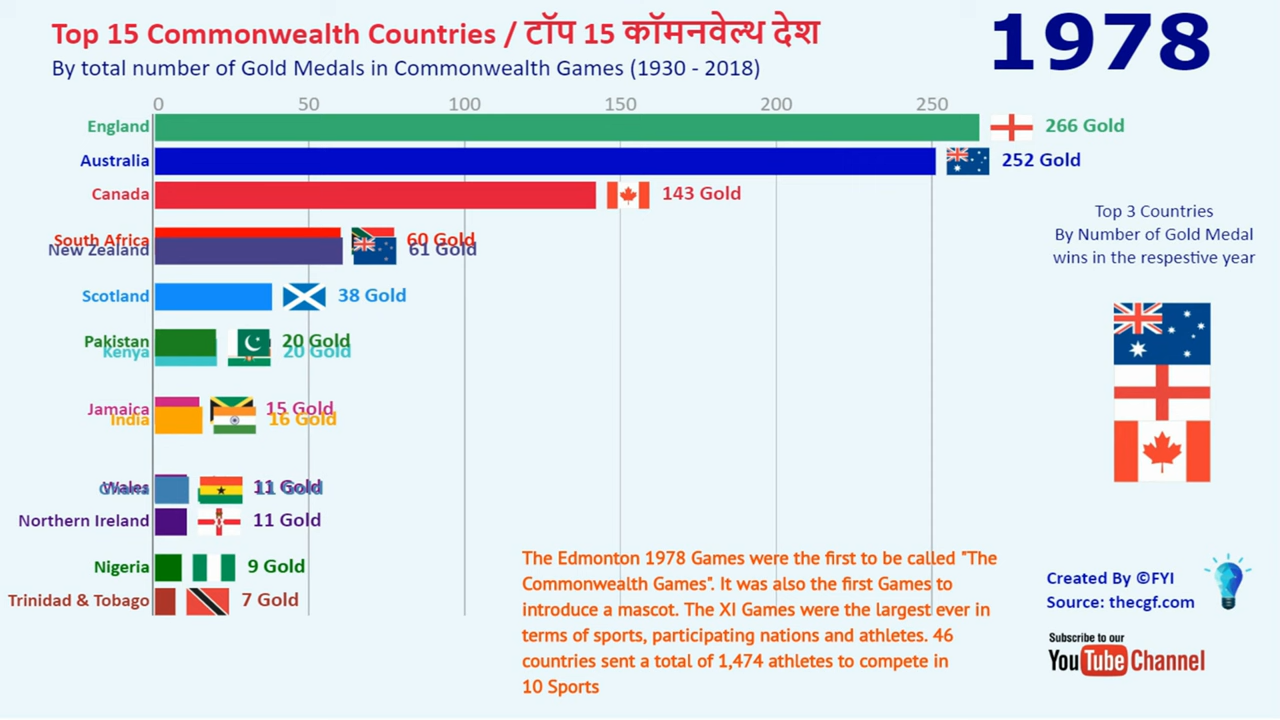 Top 15 Commonwealth Countries / टॉप 15 कॉमनवेल्थ देश
1978
By total number of Gold Medals in Commonwealth Games (1930 - 2018)
0 50 100 150 200 250
England 266 Gold
Australia 252 Gold
Canada 143 Gold
South Africa 60 Gold
New Zealand 61 Gold
Scotland 38 Gold
Pakistan 20 Gold
Kenya 20 Gold
Jamaica 15 Gold
India 16 Gold
Wales 11 Gold
Ghana 11 Gold
Northern Ireland 11 Gold
Nigeria 9 Gold
Trinidad & Tobago 7 Gold
Top 3 Countries
By Number of Gold Medal
wins in the respestive year
The Edmonton 1978 Games were the first to be called "The
Commonwealth Games". It was also the first Games to
introduce a mascot. The XI Games were the largest ever in
terms of sports, participating nations and athletes. 46
countries sent a total of 1,474 athletes to compete in
10 Sports
Created By ©FYI
Source: thecgf.com
Subscribe to our
YouTube Channel